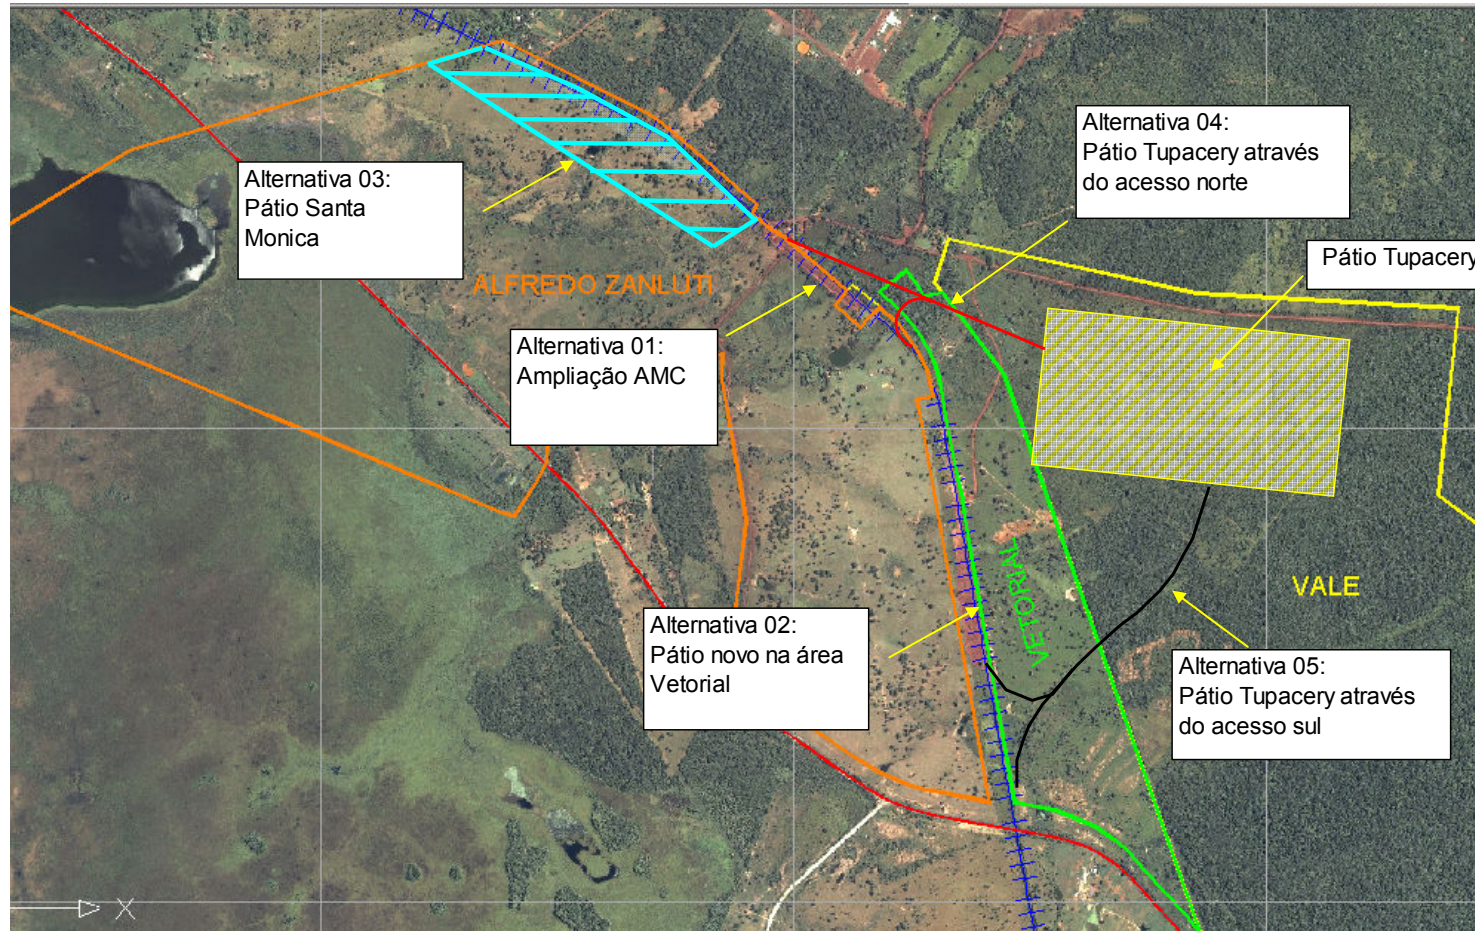 Alternativa 04:
Pátio Tupacery através
do acesso norte
Alternativa 03:
Pátio Santa
Monica
Pátio Tupacery
ALFREDO ZANLUTI
Alternativa 01:
Ampliação AMC
VETORIAL
VALE
Alternativa 02:
Pátio novo na área
Vetorial
Alternativa 05:
Pátio Tupacery através
do acesso sul
X